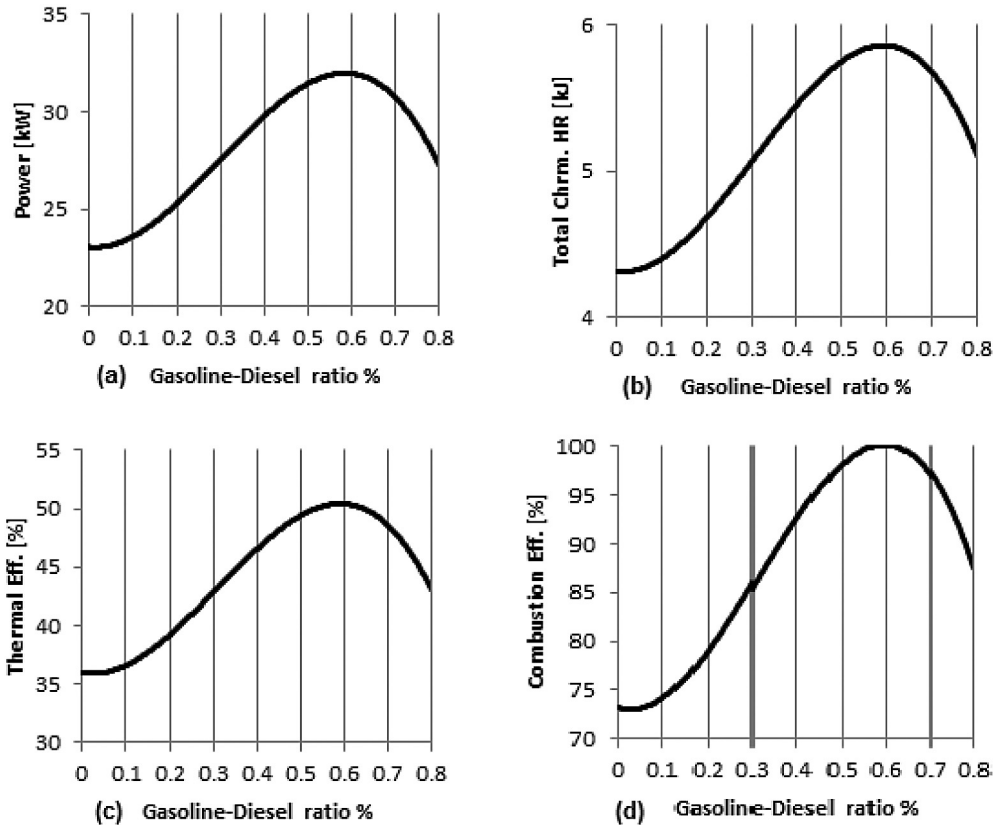 35
30
25
20
Power [kW]
0 0.1 0.2 0.3 0.4 0.5 0.6 0.7 0.8
(a) Gasoline-Diesel ratio %
6
5
4
Total Chrm. HR [kJ]
0 0.1 0.2 0.3 0.4 0.5 0.6 0.7 0.8
(b) Gasoline-Diesel ratio %
55
50
45
40
35
30
Thermal Eff. [%]
0 0.1 0.2 0.3 0.4 0.5 0.6 0.7 0.8
(c) Gasoline-Diesel ratio %
100
95
90
85
80
75
70
Combustion Eff. [%]
0 0.1 0.2 0.3 0.4 0.5 0.6 0.7 0.8
(d) Gasoline-Diesel ratio %